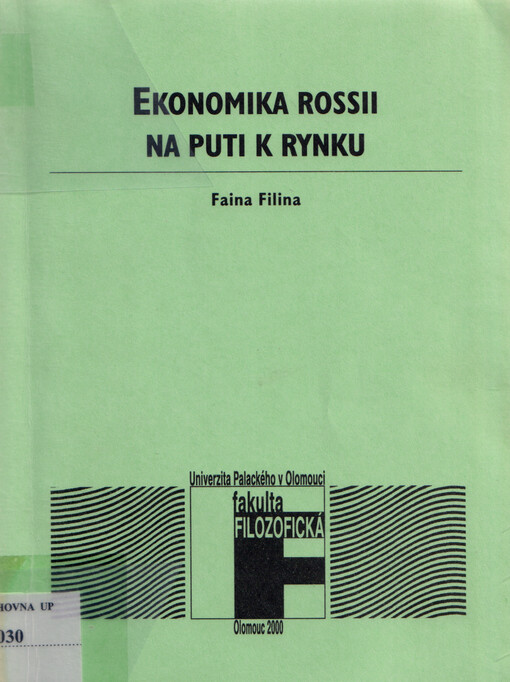 EKONOMIKA ROSSII
NA PUTI K RYNKU
Faina Filina
Univerzita Palackého v Olomouci
fakulta
FILOZOFICKÁ
F
Olomouc 2000
HOVNA UP
030